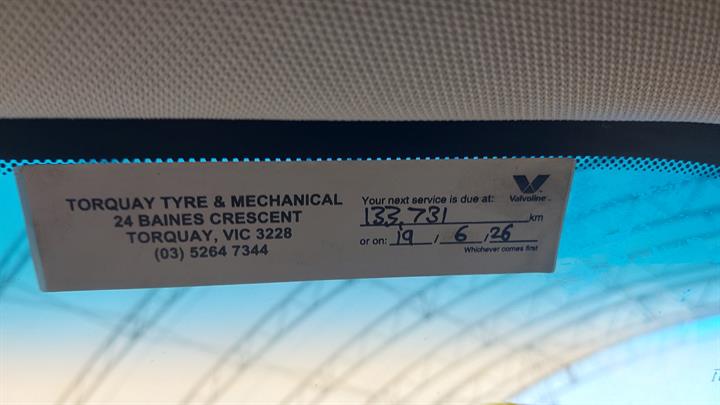 TORQUAY TYRE & MECHANICAL
24 BAINES CRESCENT
TORQUAY, VIC 3228
(03) 5264 7344
Valvoline™
Your next service is due at:
133,731 km
or on: 19 / 6 / 26
Whichever comes first